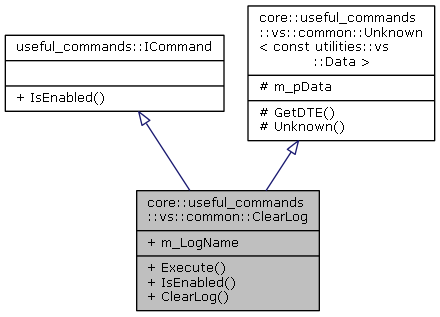 useful_commands::ICommand
+ IsEnabled()
core::useful_commands
::vs::common::Unknown
< const utilities::vs
::Data >
# m_pData
# GetDTE()
# Unknown()
core::useful_commands
::vs::common::ClearLog
+ m_LogName
+ Execute()
+ IsEnabled()
+ ClearLog()